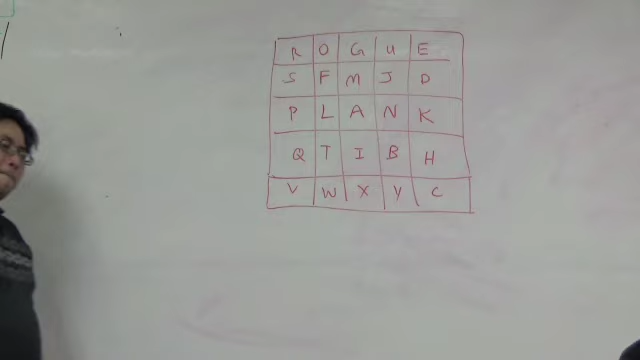 R O G U E
S F M J D
P L A N K
Q T I B H
V W X Y C